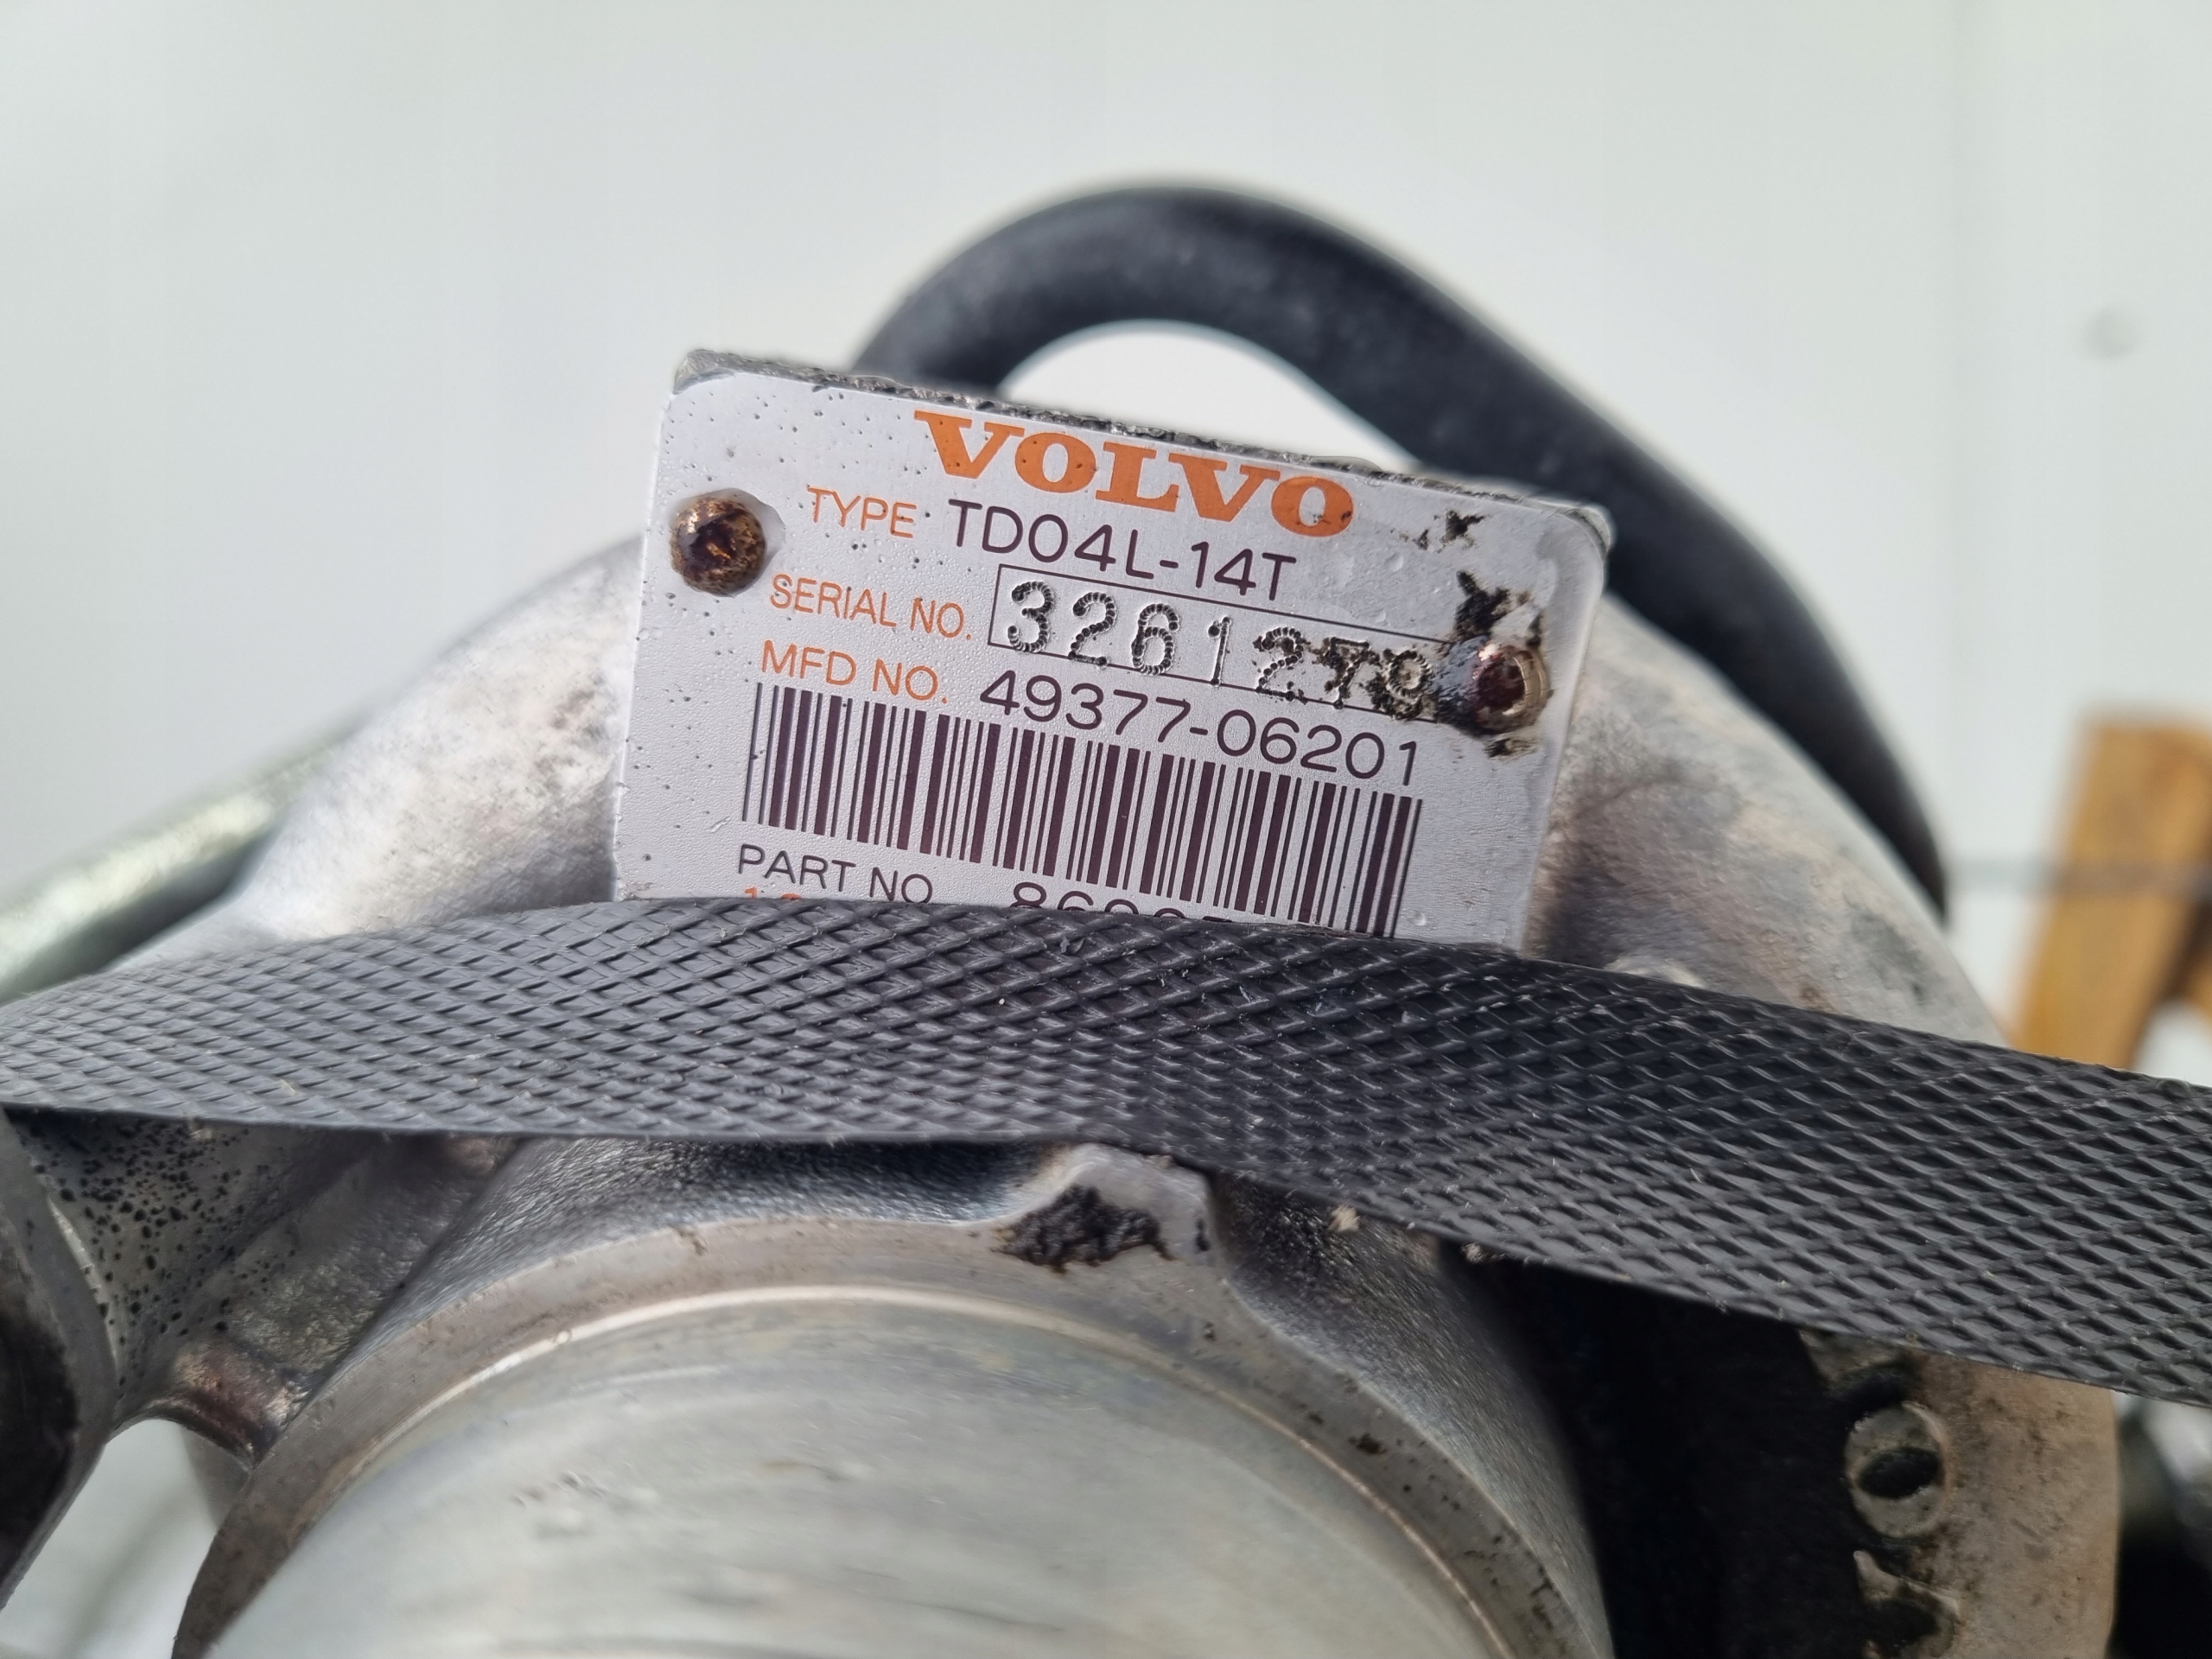 VOLVO
TYPE TD04L-14T
SERIAL NO. 3261279
MFD NO. 49377-06201
PART NO